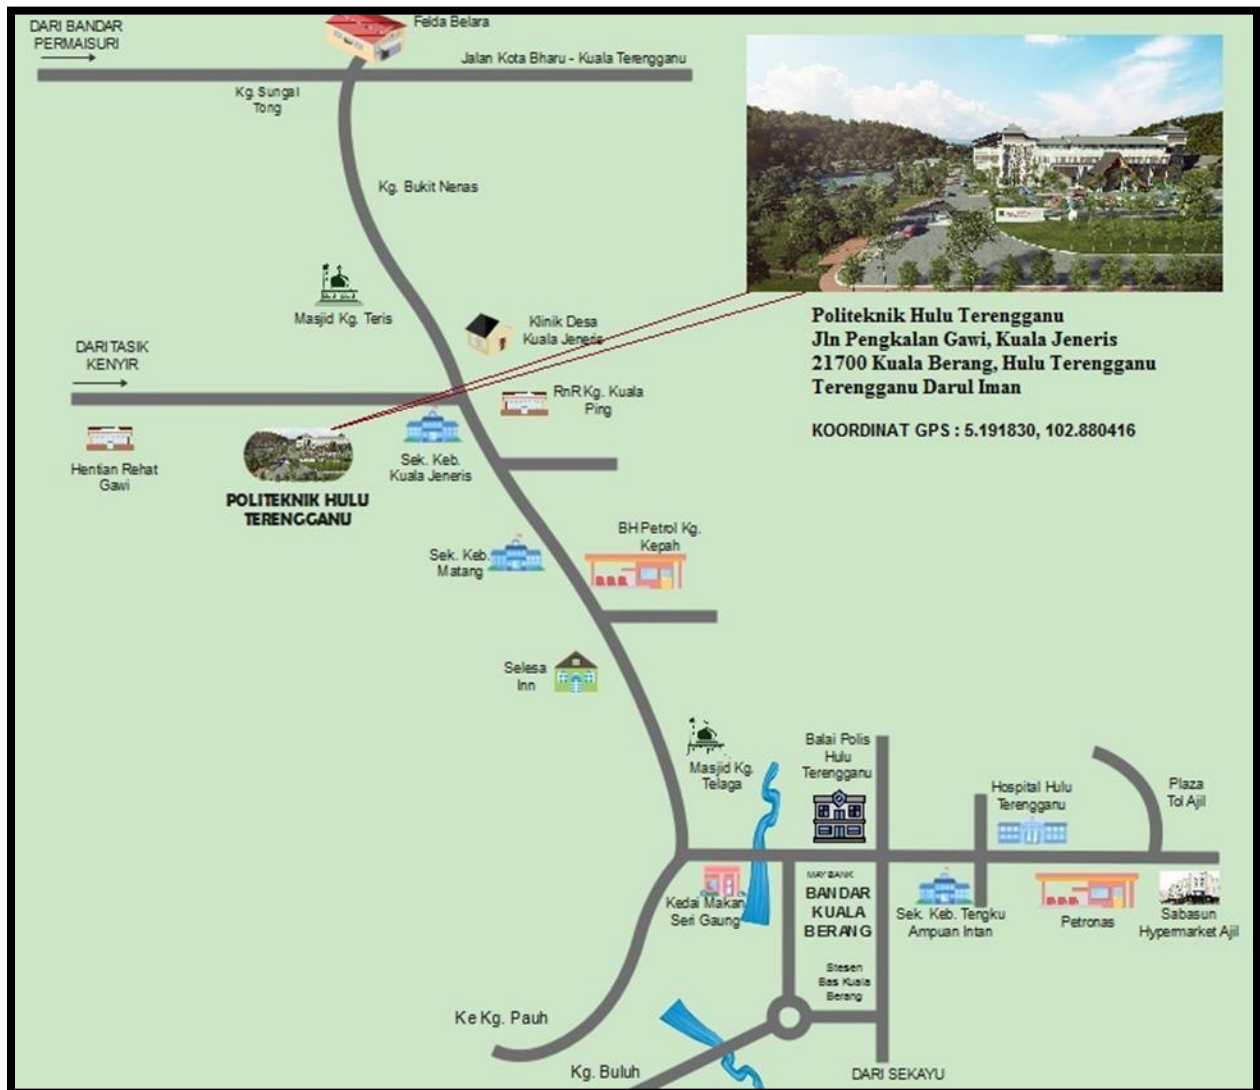 DARI BANDAR
PERMAISURI
Felda Belara
Jalan Kota Bharu - Kuala Terengganu
Kg. Sungai
Tong
Kg. Bukit Nenas
Masjid Kg. Teris
Klinik Desa
Kuala Jeneris
Politeknik Hulu Terengganu
Jln Pengkalan Gawi, Kuala Jeneris
21700 Kuala Berang, Hulu Terengganu
Terengganu Darul Iman
KOORDINAT GPS : 5.191830, 102.880416
DARI TASIK
KENYIR
RnR Kg. Kuala
Ping
Hentian Rehat
Gawi
Sek. Keb.
Kuala Jeneris
POLITEKNIK HULU
TERENGGANU
BH Petrol Kg.
Kepah
Sek. Keb.
Matang
Selesa
Inn
Masjid Kg.
Telaga
Balai Polis
Hulu
Terengganu
Hospital Hulu
Terengganu
Plaza
Tol Ajil
Kedai Makan
Seri Gaung
MAY BANK
BANDAR
KUALA
BERANG
Sek. Keb. Tengku
Ampuan Intan
Petronas
Sabasun
Hypermarket Ajil
Stesen
Bas Kuala
Berang
Ke Kg. Pauh
Kg. Buluh
DARI SEKAYU